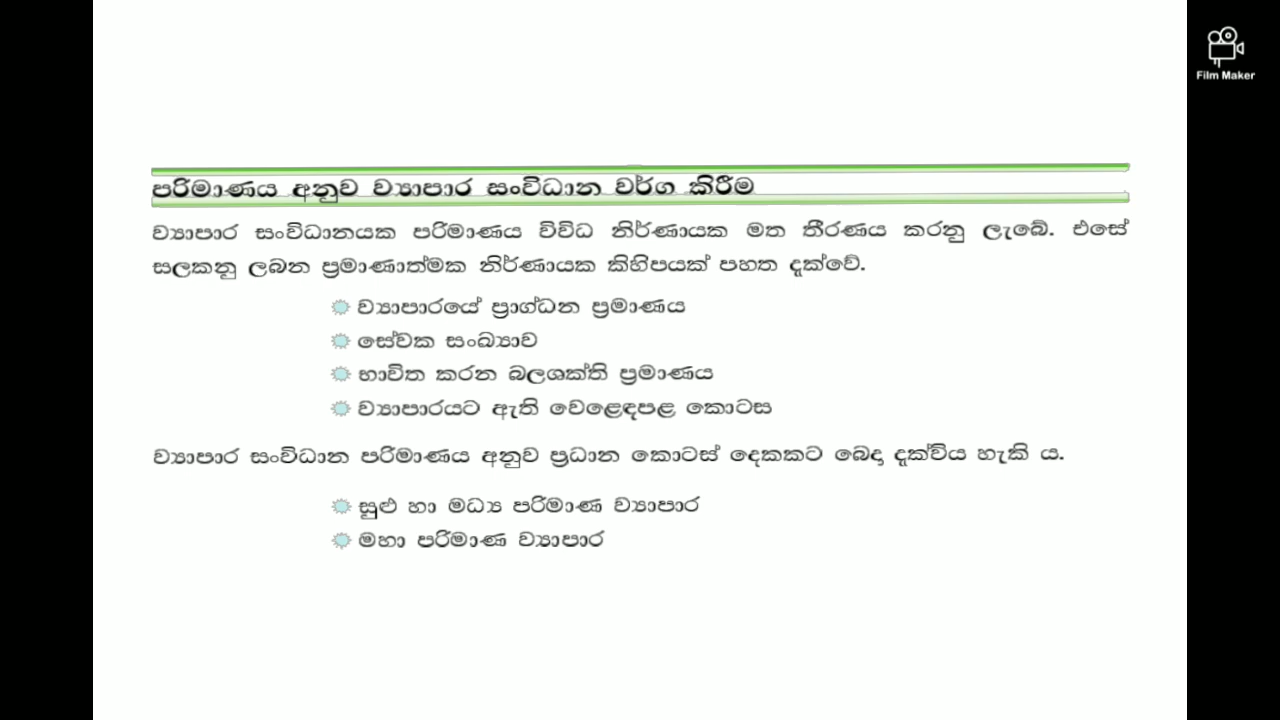 Film Maker
පරිමාණය අනුව ව්‍යාපාර සංවිධාන වර්ග කිරීම
ව්‍යාපාර සංවිධානයක පරිමාණය විවිධ නිර්ණායක මත තීරණය කරනු ලැබේ. එසේ
සලකනු ලබන ප්‍රමාණාත්මක නිර්ණායක කිහිපයක් පහත දැක්වේ.
ව්‍යාපාරයේ ප්‍රාග්ධන ප්‍රමාණය
සේවක සංඛ්‍යාව
භාවිත කරන බලශක්ති ප්‍රමාණය
ව්‍යාපාරයට ඇති වෙළෙඳපළ කොටස
ව්‍යාපාර සංවිධාන පරිමාණය අනුව ප්‍රධාන කොටස් දෙකකට බෙදා දැක්විය හැකි ය.
සුළු හා මධ්‍ය පරිමාණ ව්‍යාපාර
මහා පරිමාණ ව්‍යාපාර